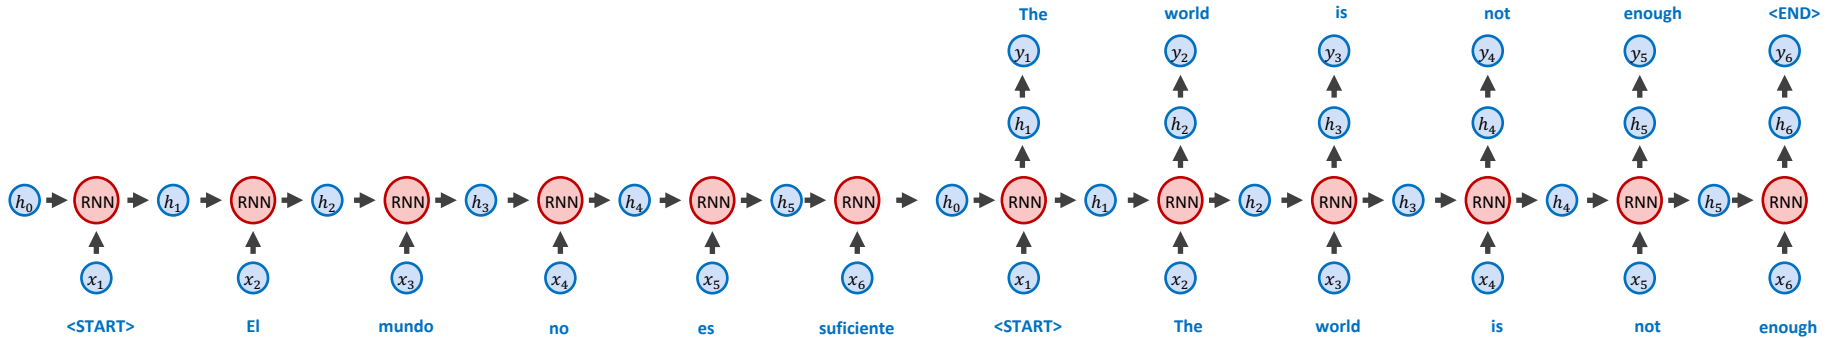 The world is not enough <END>
y₁ y₂ y₃ y₄ y₅ y₆
h₁ h₂ h₃ h₄ h₅ h₆
h₀ RNN h₁ RNN h₂ RNN h₃ RNN h₄ RNN h₅ RNN h₀ RNN h₁ RNN h₂ RNN h₃ RNN h₄ RNN h₅ RNN
x₁ x₂ x₃ x₄ x₅ x₆ x₁ x₂ x₃ x₄ x₅ x₆
<START> El mundo no es suficiente <START> The world is not enough